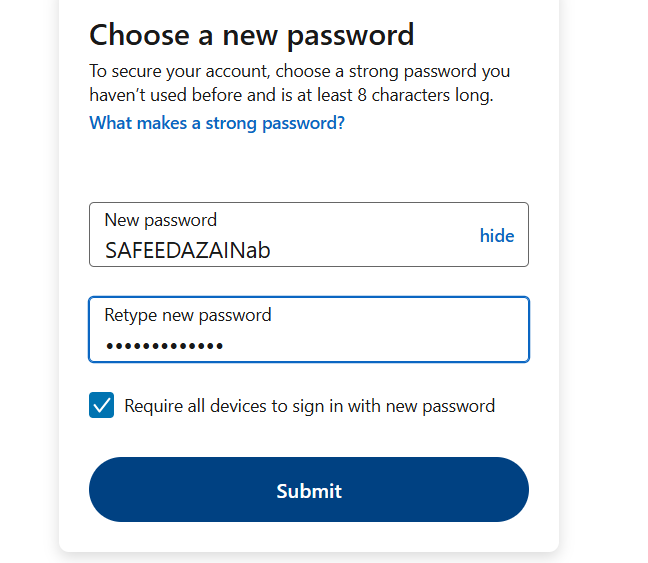 Choose a new password
To secure your account, choose a strong password you
haven’t used before and is at least 8 characters long.
What makes a strong password?
New password
SAFEEDAZAINab
hide
Retype new password
•••••••••••••
Require all devices to sign in with new password
Submit